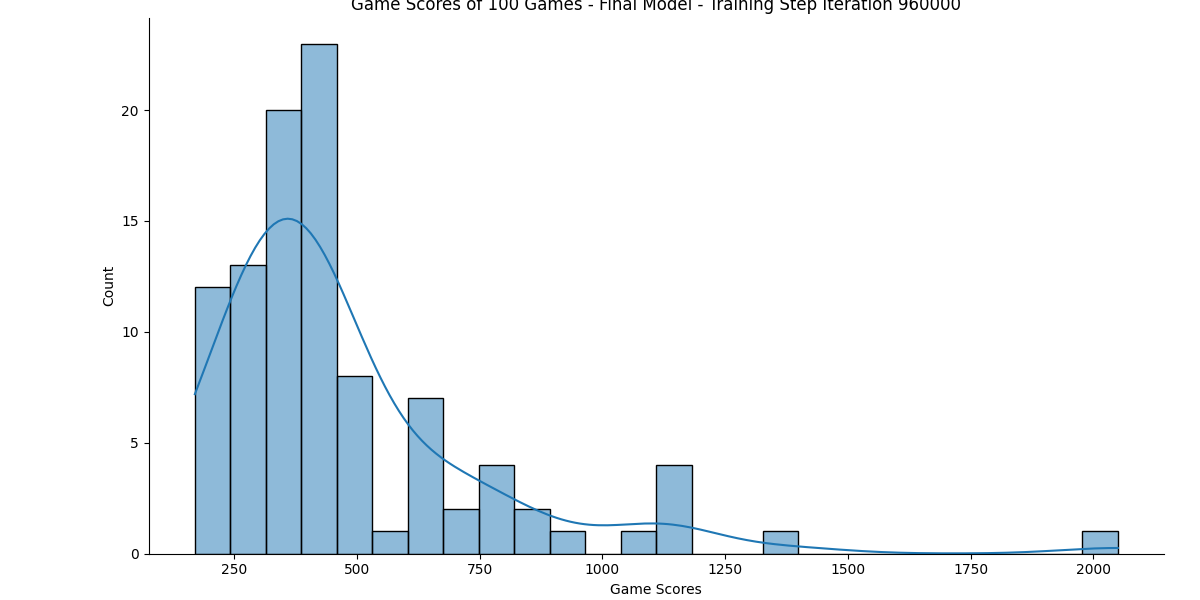 Game Scores of 100 Games - Final Model - Training Step Iteration 960000
20
15
10
5
0
Count
250 500 750 1000 1250 1500 1750 2000
Game Scores